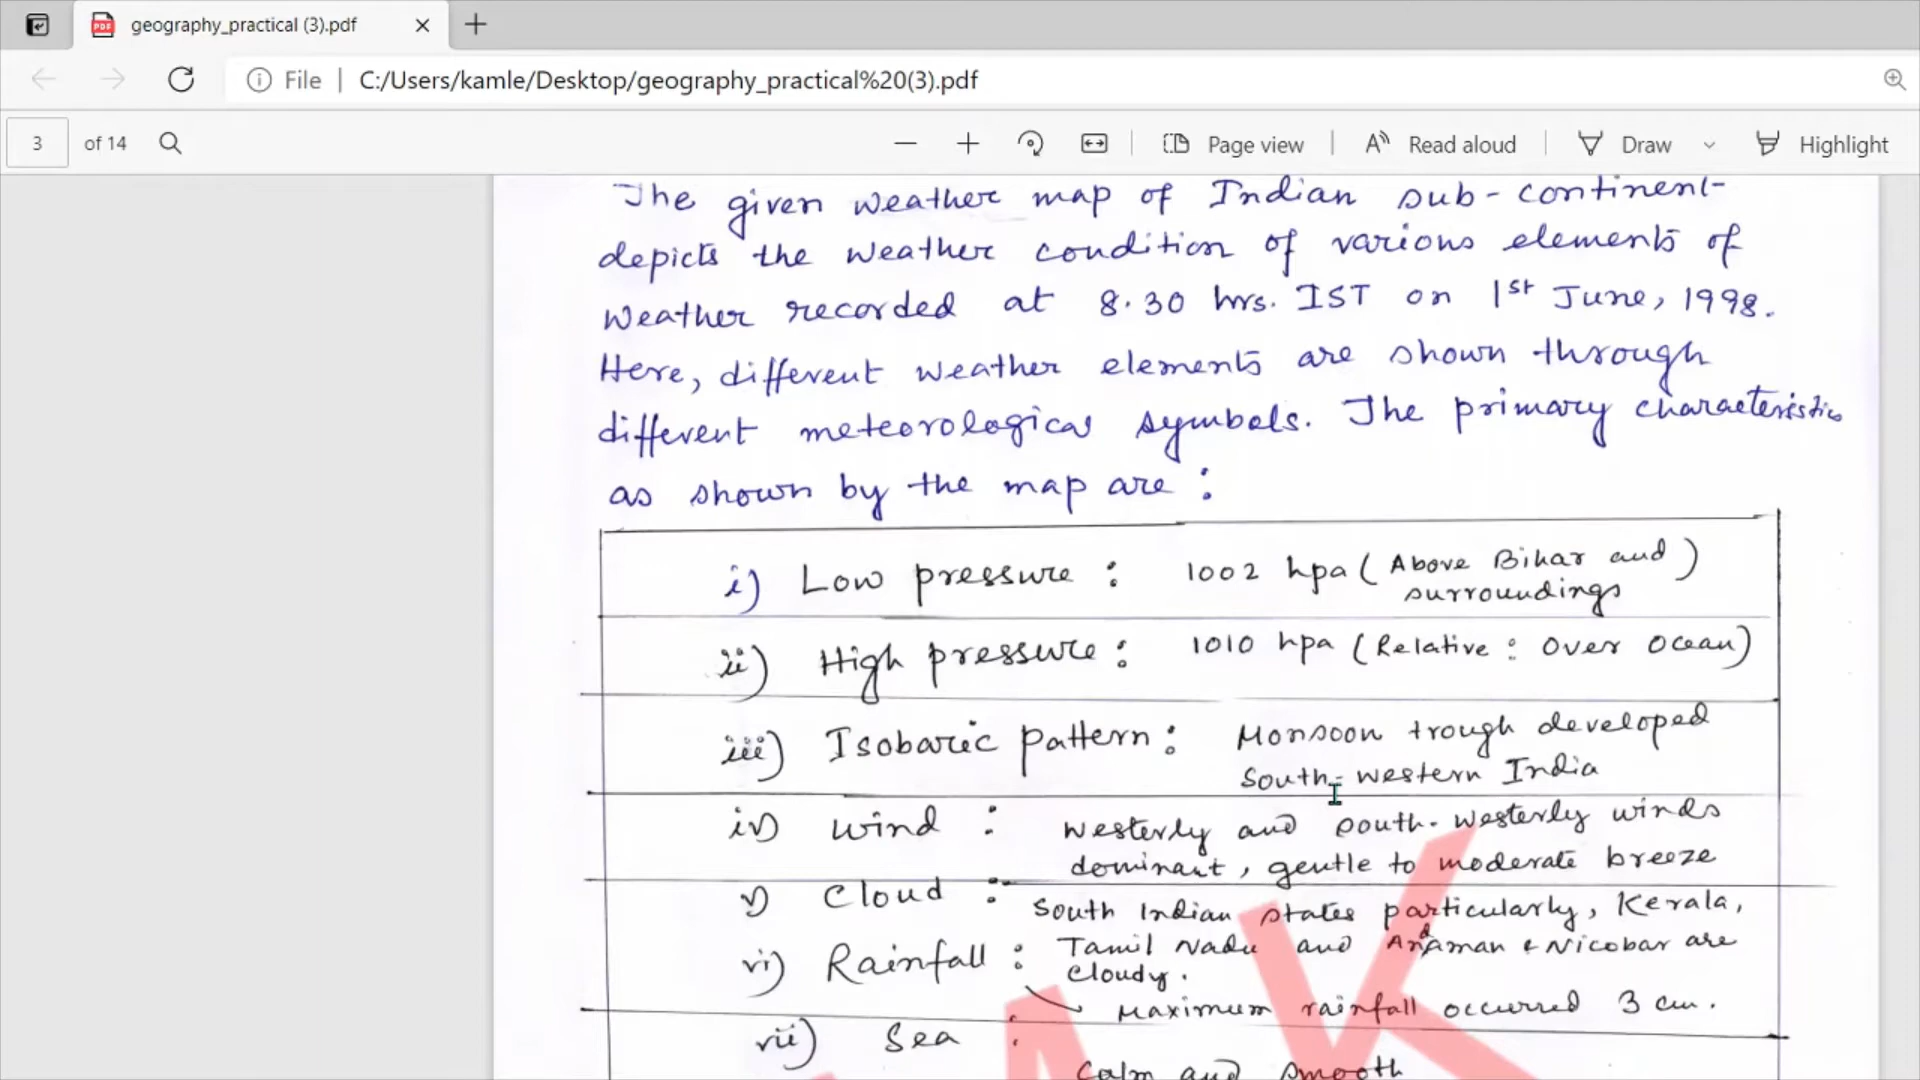 geography_practical (3).pdf
File | C:/Users/kamle/Desktop/geography_practical%20(3).pdf
3 of 14 Page view Read aloud Draw Highlight
The given weather map of Indian sub-continent
depicts the weather condition of various elements of
weather recorded at 8.30 hrs. IST on 1st June, 1998.
Here, different weather elements are shown through
different meteorological symbols. The primary characteristics
as shown by the map are :
i) Low pressure : 1002 hpa ( Above Bihar and
surroundings )
ii) High pressure : 1010 hpa (Relative : Over Ocean)
iii) Isobaric pattern : Monsoon trough developed
South-western India
iv) Wind : Westerly and south-westerly winds
dominant, gentle to moderate breeze
v) Cloud : South Indian states particularly, Kerala,
Tamil Nadu and Andaman & Nicobar are
cloudy.
vi) Rainfall : Maximum rainfall occurred 3 cm.
vii) Sea : Calm and smooth